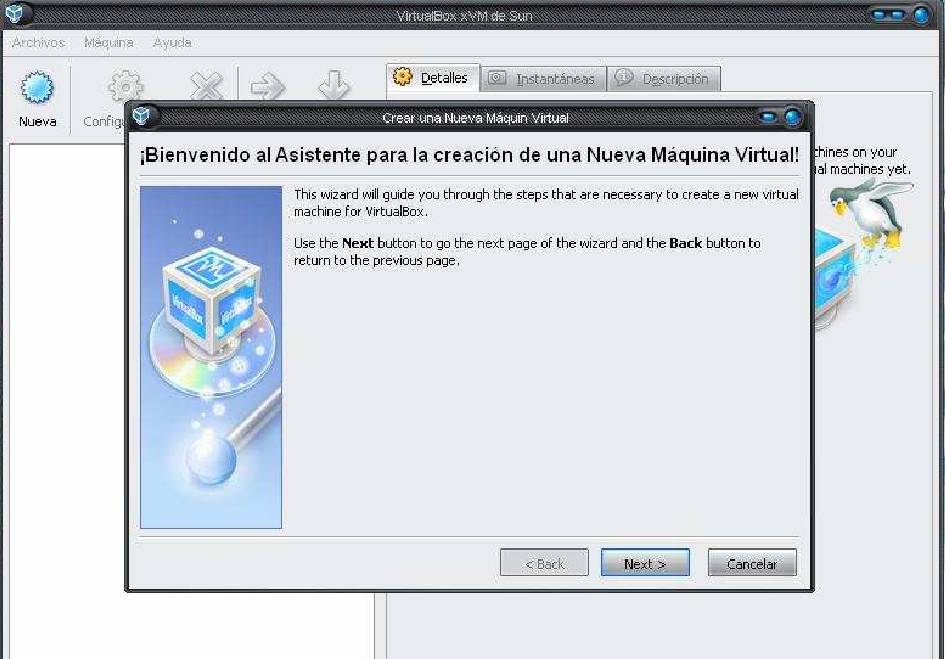 VirtualBox xVM de Sun
Archivos Máquina Ayuda
Detalles Instantáneas Descripción
Nueva
Crear una Nueva Máquin Virtual
¡Bienvenido al Asistente para la creación de una Nueva Máquina Virtual!
on your
machines yet.
This wizard will guide you through the steps that are necessary to create a new virtual
machine for VirtualBox.
Use the Next button to go the next page of the wizard and the Back button to
return to the previous page.
VirtualBox
< Back Next > Cancelar